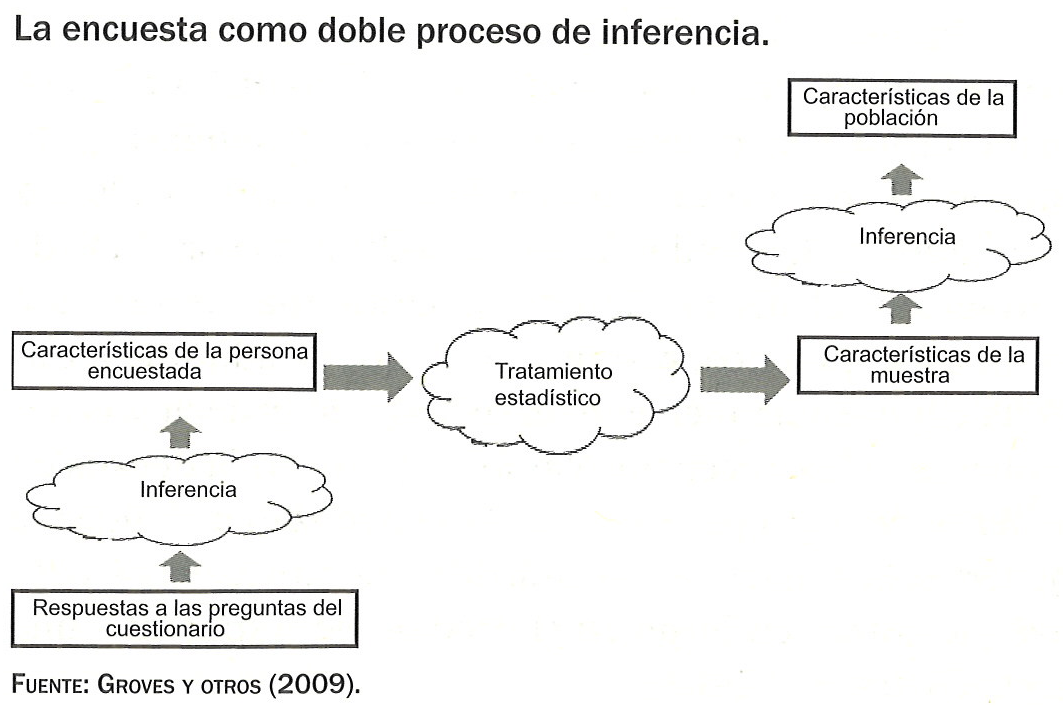 La encuesta como doble proceso de inferencia.
Características de la
población
Inferencia
Características de la persona
encuestada
Tratamiento
estadístico
Características de la
muestra
Inferencia
Respuestas a las preguntas del
cuestionario
FUENTE: GROVES Y OTROS (2009).